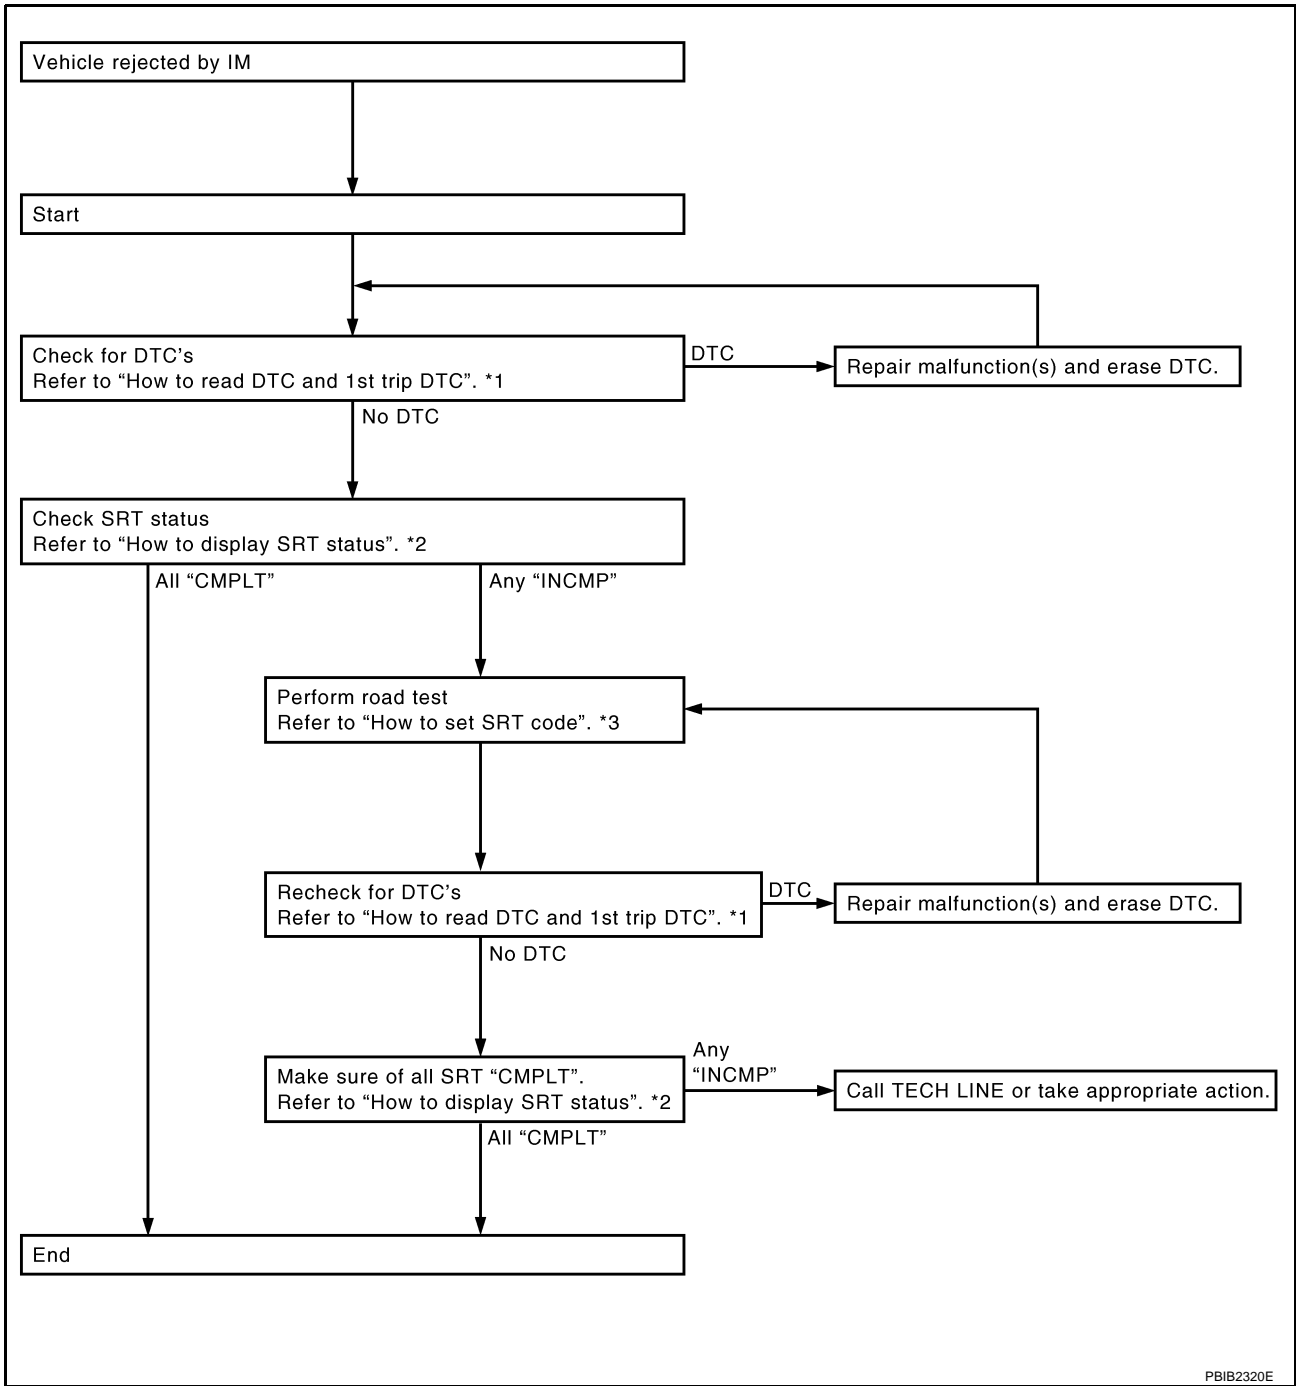 Vehicle rejected by IM
Start
Check for DTC's
Refer to “How to read DTC and 1st trip DTC”. *1
DTC
Repair malfunction(s) and erase DTC.
No DTC
Check SRT status
Refer to “How to display SRT status”. *2
All “CMPLT”
Any “INCMP”
Perform road test
Refer to “How to set SRT code”. *3
Recheck for DTC's
Refer to “How to read DTC and 1st trip DTC”. *1
DTC
Repair malfunction(s) and erase DTC.
No DTC
Make sure of all SRT “CMPLT”.
Refer to “How to display SRT status”. *2
Any
“INCMP”
Call TECH LINE or take appropriate action.
All “CMPLT”
End
PBIB2320E